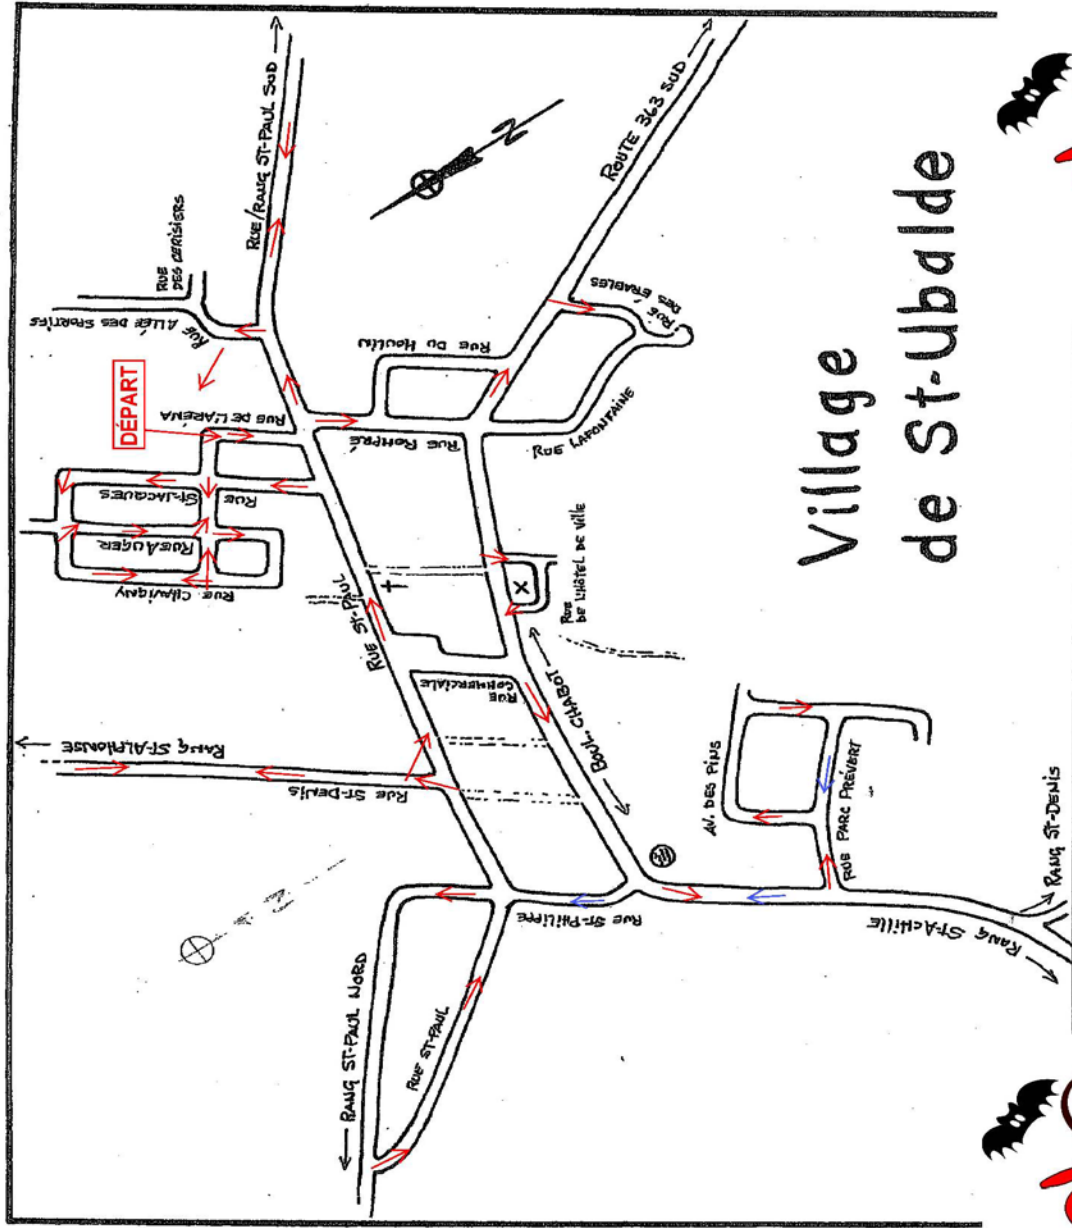 RUE/RANG ST-PAUL SUD
ROUTE 363 SUD
N
RUE
DES CERISIERS
RUE
ALLÉE DES SPORTIFS
DÉPART
RUE DE L'ARÉNA
RUE DU MOULIN
RUE
DES ÉRABLES
RUE ROMPRÉ
RUE LAFONTAINE
RUE
ST-JACQUES
RUE AUGER
RUE CHAVIGNY
RUE ST-PAUL
RUE
DE L'HÔTEL DE VILLE
RUE
COMMERCIALE
BOUL. CHABOT
Village
de St-Ubalde
RANG ST-ALPHONSE
RUE ST-DENIS
AV. DES PINS
RUE PARC PRÉVERT
RUE ST-PHILIPPE
RANG ST-ACHILLE
RANG ST-DENIS
N
RANG ST-PAUL NORD
RUE ST-PAUL